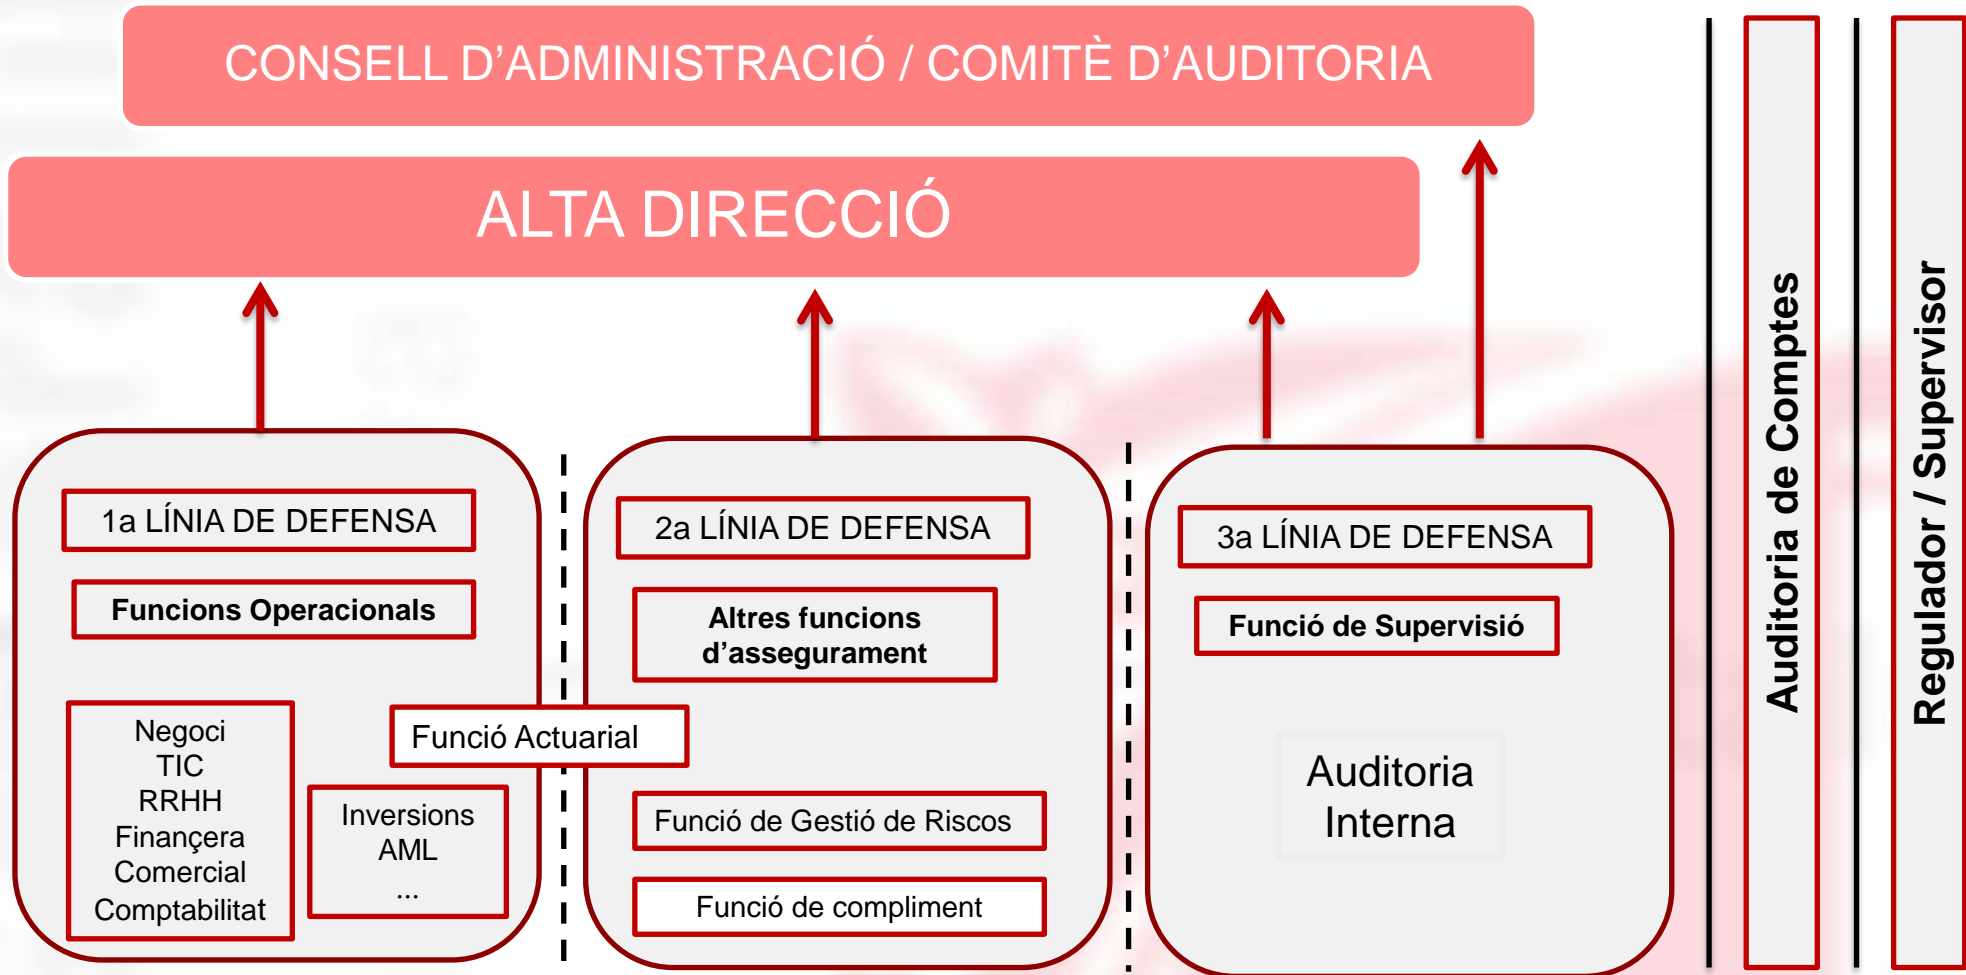 CONSELL D’ADMINISTRACIÓ / COMITÈ D’AUDITORIA
ALTA DIRECCIÓ
1a LÍNIA DE DEFENSA
Funcions Operacionals
Negoci
TIC
RRHH
Finançera
Comercial
Comptabilitat
Inversions
AML
...
Funció Actuarial
2a LÍNIA DE DEFENSA
Altres funcions
d’assegurament
Funció de Gestió de Riscos
Funció de compliment
3a LÍNIA DE DEFENSA
Funció de Supervisió
Auditoria
Interna
Auditoria de Comptes
Regulador / Supervisor